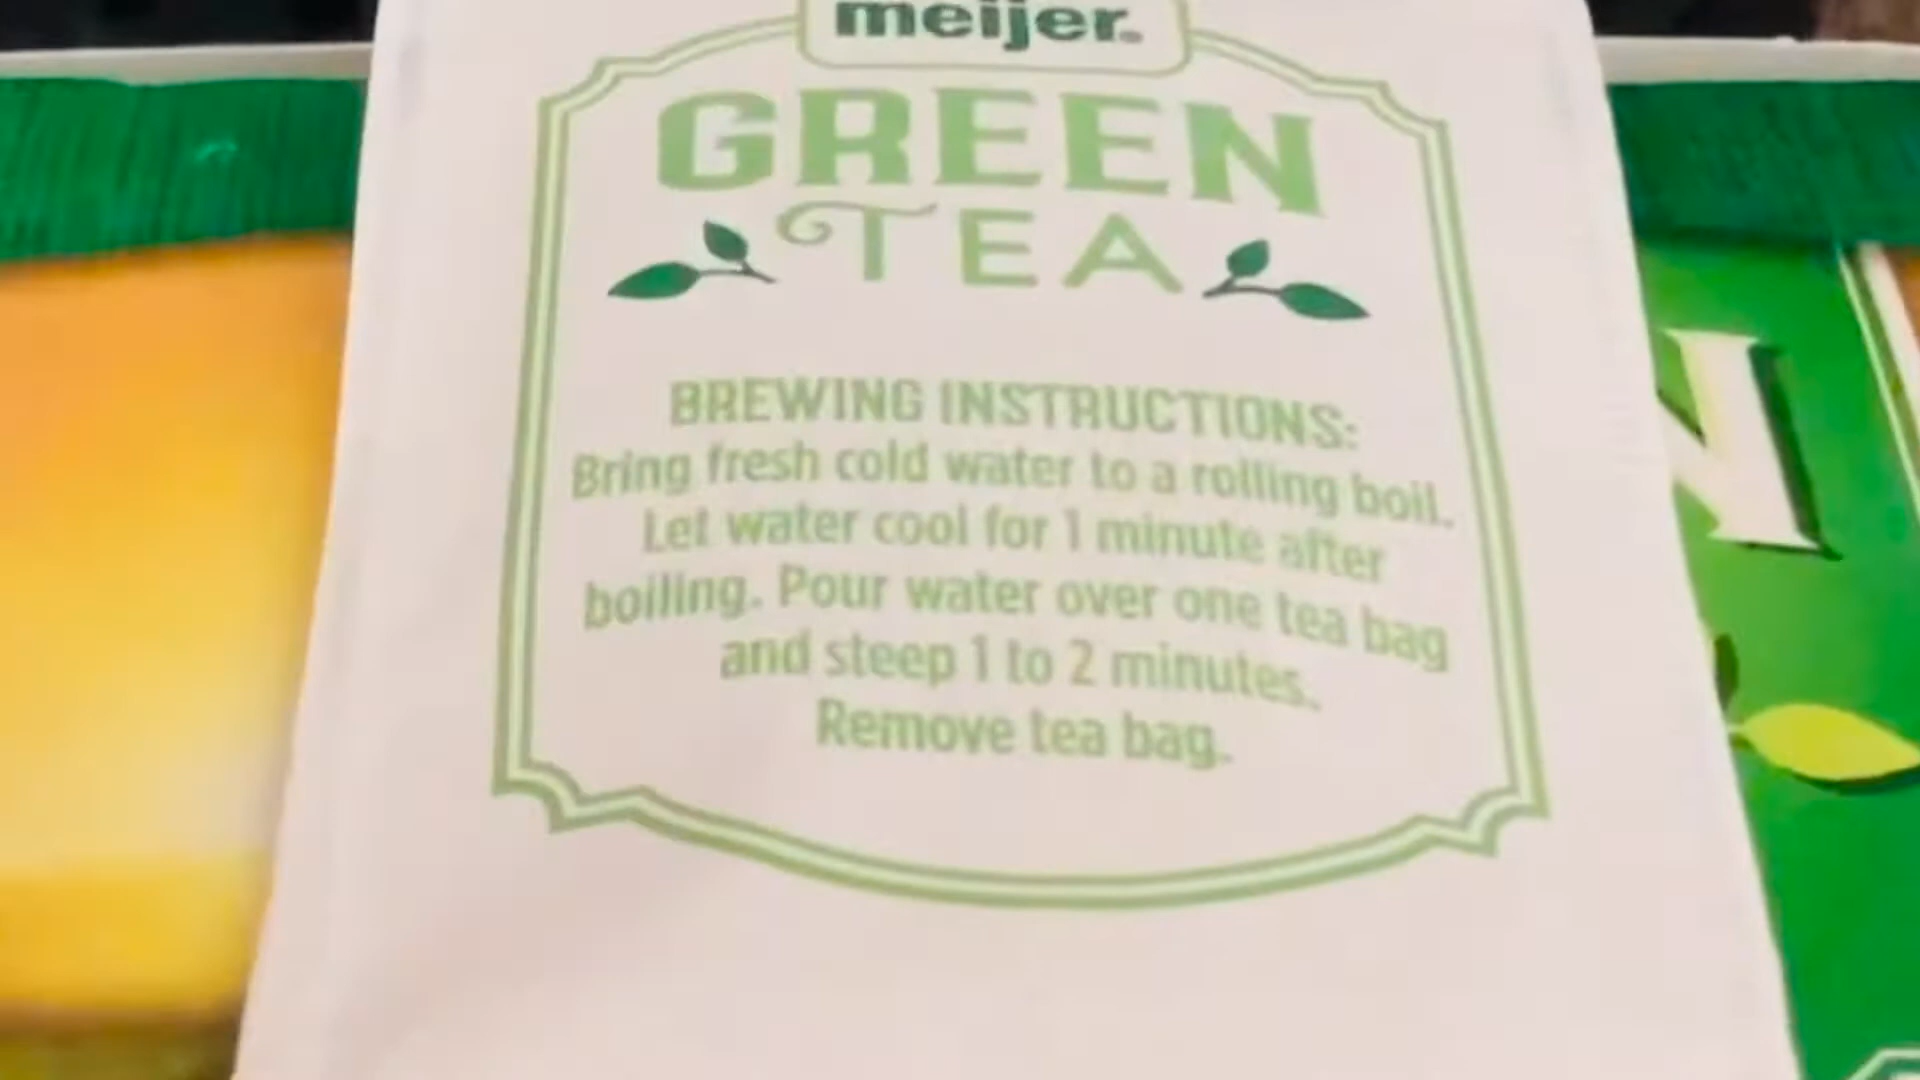 meijer.
GREEN
TEA
BREWING INSTRUCTIONS:
Bring fresh cold water to a rolling boil.
Let water cool for 1 minute after
boiling. Pour water over one tea bag
and steep 1 to 2 minutes.
Remove tea bag.
N